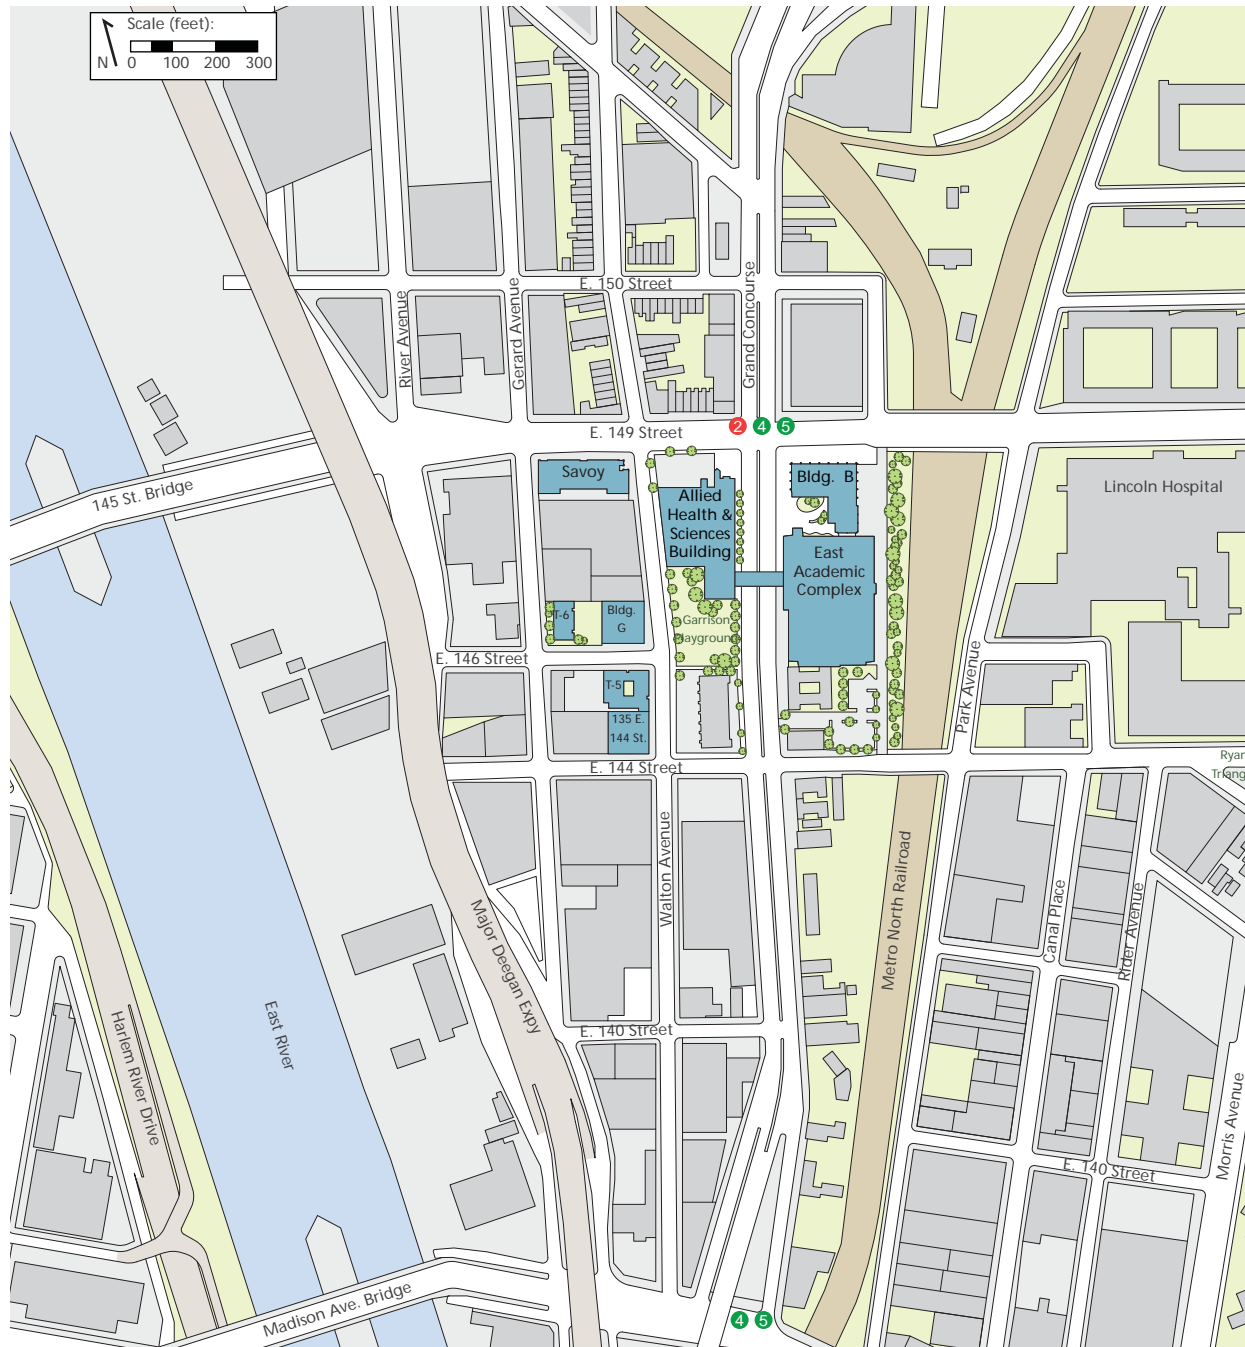 Scale (feet):
N 0 100 200 300
E. 150 Street
River Avenue
Gerard Avenue
Grand Concourse
E. 149 Street
2 4 5
145 St. Bridge
Savoy
Allied
Health &
Sciences
Building
Bldg. B
East
Academic
Complex
Lincoln Hospital
T-6
Bldg.
G
Garrison
Playground
E. 146 Street
T-5
135 E.
144 St.
Park Avenue
E. 144 Street
Ryan
Triang
Walton Avenue
Metro North Railroad
Canal Place
Rider Avenue
Major Deegan Expy
East River
Harlem River Drive
E. 140 Street
E. 140 Street
Morris Avenue
Madison Ave. Bridge
4 5